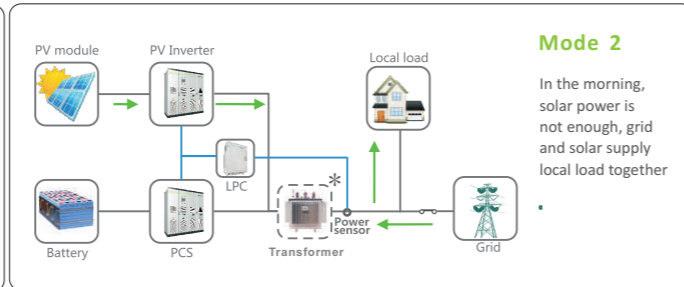 PV module
PV Inverter
Local load
Mode 2
In the morning,
solar power is
not enough, grid
and solar supply
local load together
LPC
*
Power
sensor
Battery
PCS
Transformer
Grid